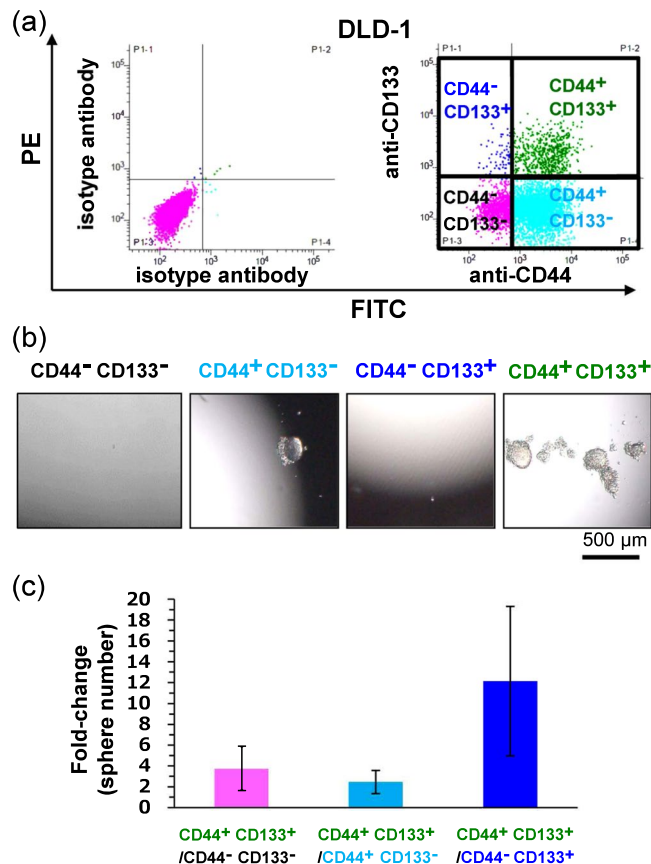 (a)
DLD-1
PE
isotype antibody
P1-1
P1-2
10⁵
10⁴
10³
10²
P1-3
P1-4
10² 10³ 10⁴ 10⁵
isotype antibody
anti-CD133
P1-1
P1-2
10⁵
10⁴
10³
10²
CD44⁻
CD133⁺
CD44⁺
CD133⁺
CD44⁻
CD133⁻
CD44⁺
CD133⁻
P1-3
10² 10³ 10⁴ 10⁵
anti-CD44
FITC
(b)
CD44⁻ CD133⁻
CD44⁺ CD133⁻
CD44⁻ CD133⁺
CD44⁺ CD133⁺
500 µm
(c)
Fold-change
(sphere number)
20
18
16
14
12
10
8
6
4
2
0
CD44⁺ CD133⁺
/CD44⁻ CD133⁻
CD44⁺ CD133⁺
/CD44⁺ CD133⁻
CD44⁺ CD133⁺
/CD44⁻ CD133⁺